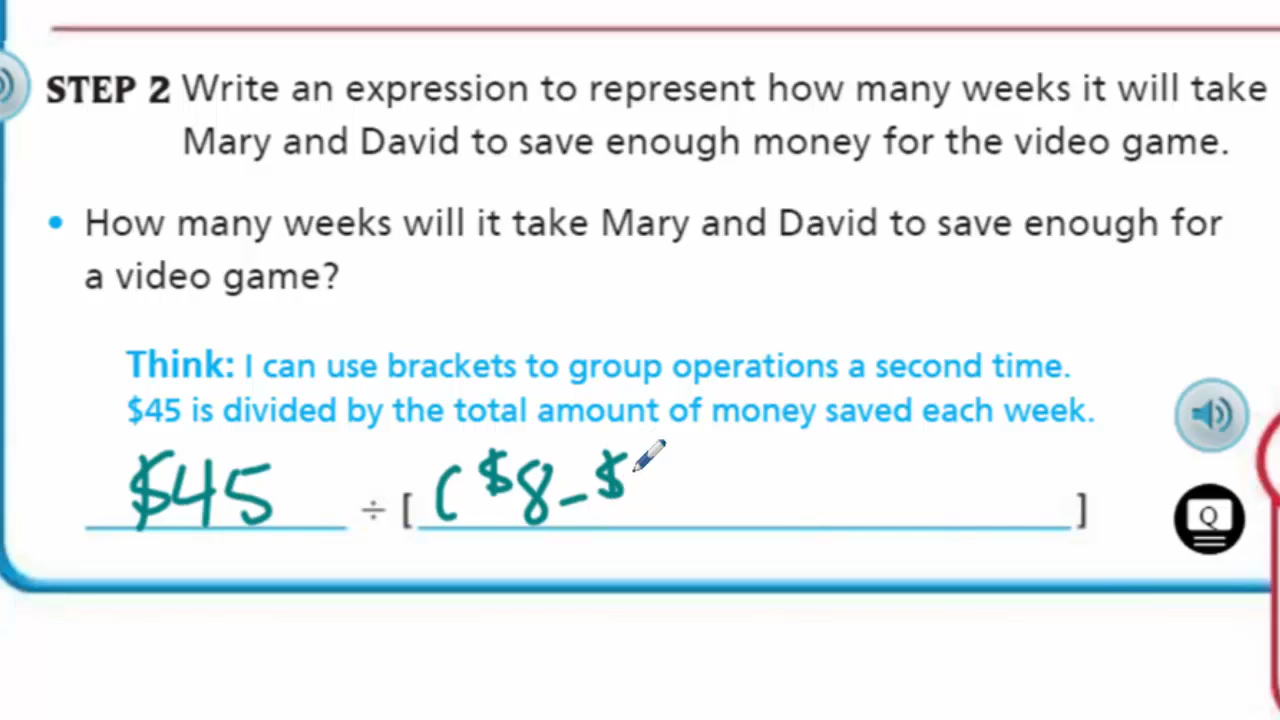 STEP 2 Write an expression to represent how many weeks it will take
Mary and David to save enough money for the video game.
• How many weeks will it take Mary and David to save enough for
a video game?
Think: I can use brackets to group operations a second time.
$45 is divided by the total amount of money saved each week.
$45 ÷ [ ( $8 - $ ]
Q